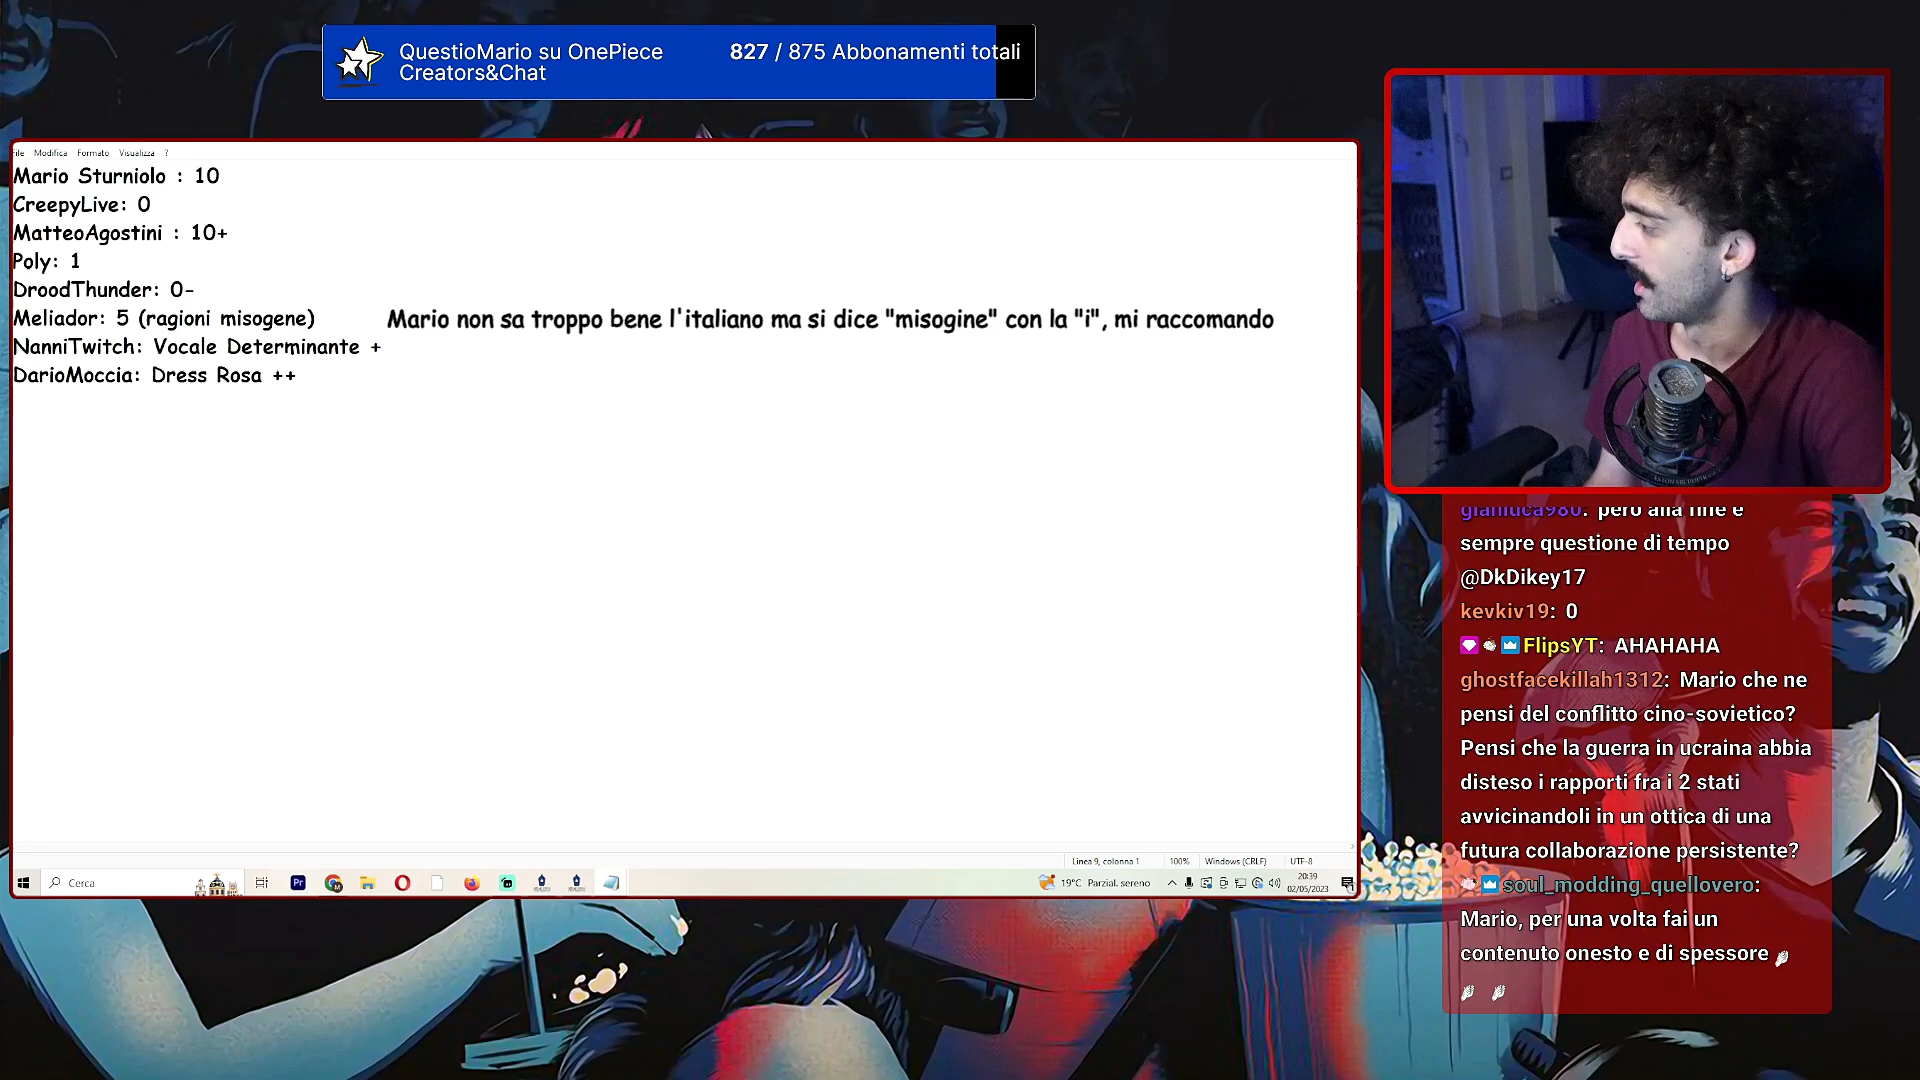 QuestioMario su OnePiece
Creators&Chat
827 / 875 Abbonamenti totali
File Modifica Formato Visualizza ?
Mario Sturniolo : 10
CreepyLive: 0
MatteoAgostini : 10+
Poly: 1
DroodThunder: 0-
Meliador: 5 (ragioni misogene)
Mario non sa troppo bene l'italiano ma si dice "misogine" con la "i", mi raccomando
NanniTwitch: Vocale Determinante +
DarioMoccia: Dress Rosa ++
Linea 9, colonna 1 100% Windows (CRLF) UTF-8
Cerca
Pr
19°C Parzial. sereno
20:39
02/05/2023
gianluca980: però alla fine è
sempre questione di tempo
@DkDikey17
kevkiv19: 0
FlipsYT: AHAHAHA
ghostfacekillah1312: Mario che ne
pensi del conflitto cino-sovietico?
Pensi che la guerra in ucraina abbia
disteso i rapporti fra i 2 stati
avvicinandoli in un ottica di una
futura collaborazione persistente?
soul_modding_quellovero:
Mario, per una volta fai un
contenuto onesto e di spessore